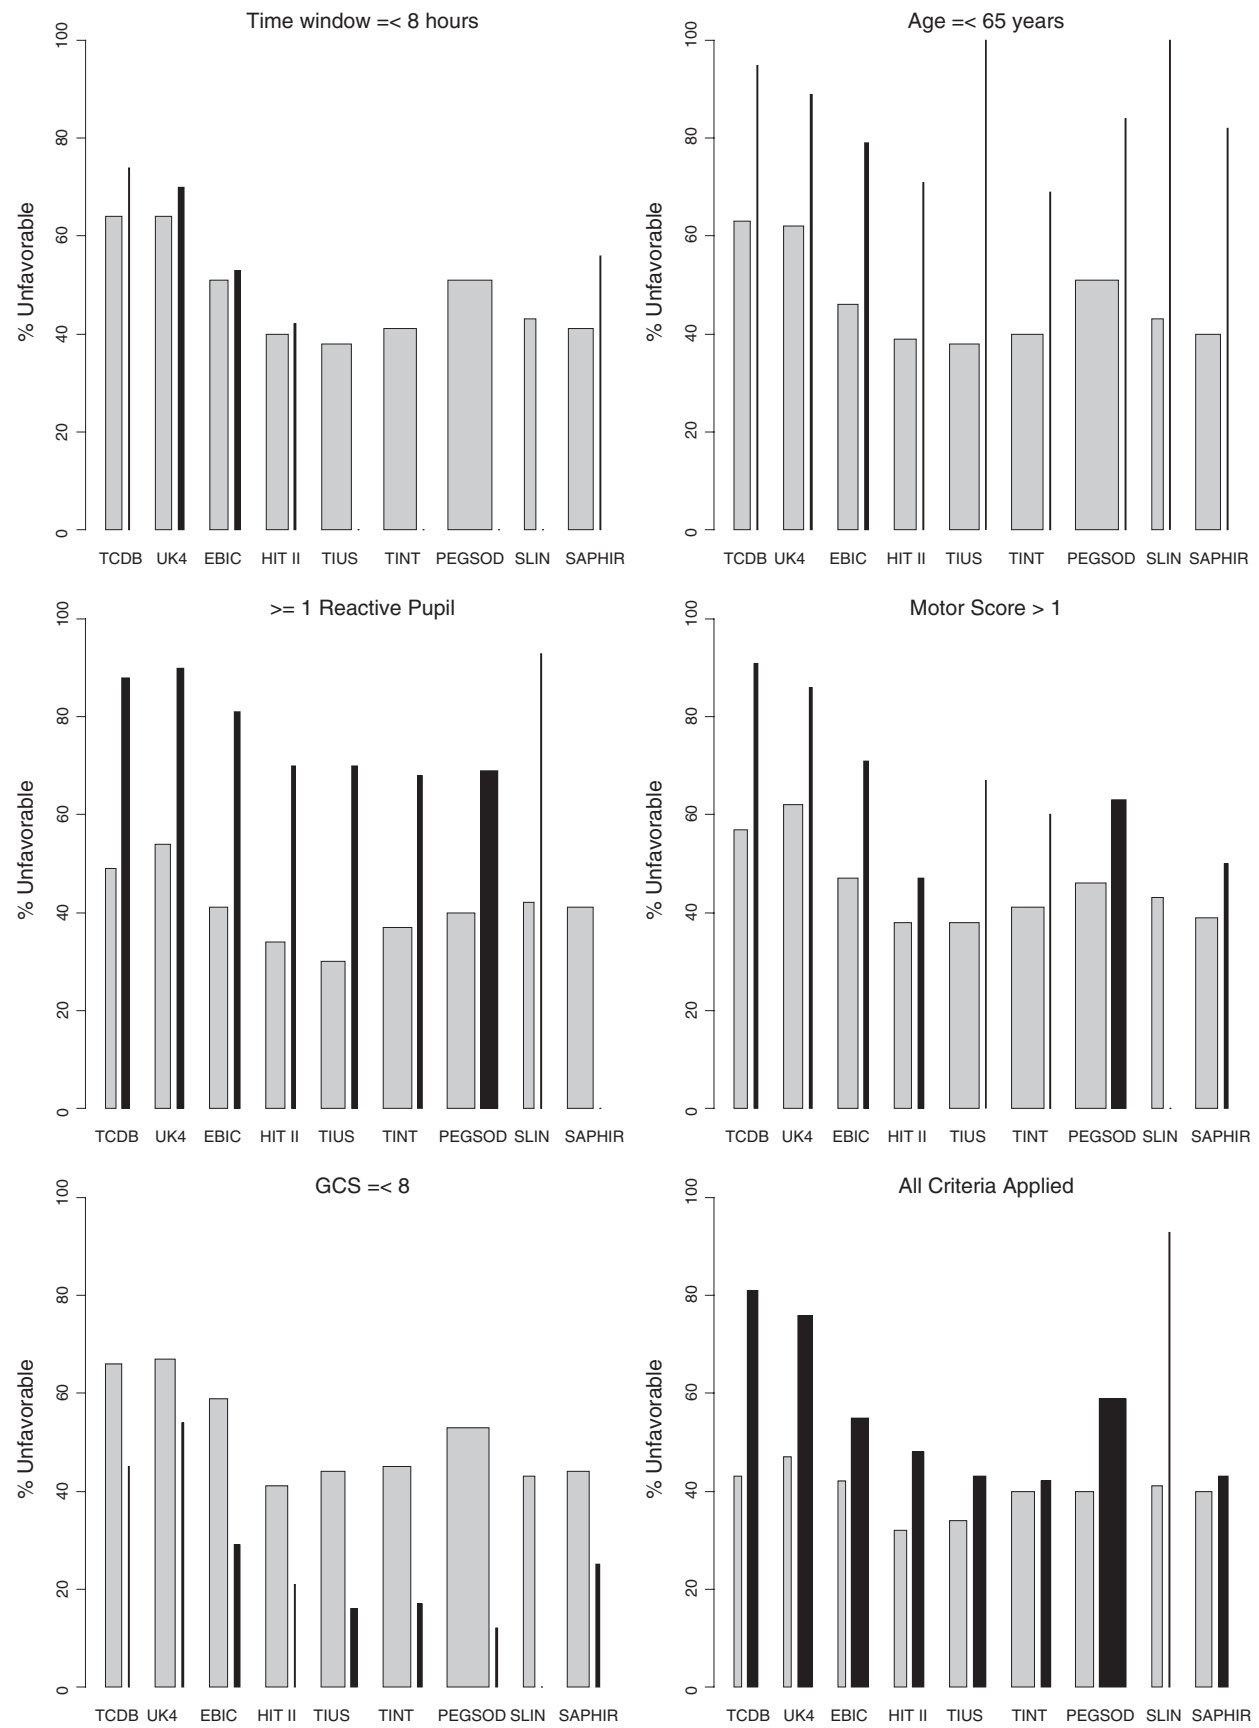 Time window =< 8 hours
% Unfavorable
100
80
60
40
20
0
TCDB UK4 EBIC HIT II TIUS TINT PEGSOD SLIN SAPHIR
Age =< 65 years
% Unfavorable
100
80
60
40
20
0
TCDB UK4 EBIC HIT II TIUS TINT PEGSOD SLIN SAPHIR
>= 1 Reactive Pupil
% Unfavorable
100
80
60
40
20
0
TCDB UK4 EBIC HIT II TIUS TINT PEGSOD SLIN SAPHIR
Motor Score > 1
% Unfavorable
100
80
60
40
20
0
TCDB UK4 EBIC HIT II TIUS TINT PEGSOD SLIN SAPHIR
GCS =< 8
% Unfavorable
100
80
60
40
20
0
TCDB UK4 EBIC HIT II TIUS TINT PEGSOD SLIN SAPHIR
All Criteria Applied
% Unfavorable
100
80
60
40
20
0
TCDB UK4 EBIC HIT II TIUS TINT PEGSOD SLIN SAPHIR